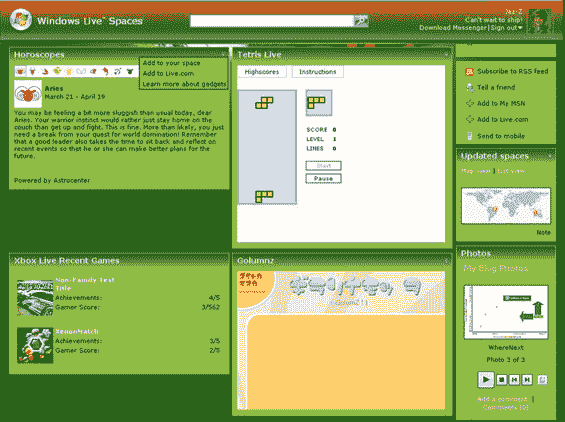 Windows Live™ Spaces
Can't wait to ship!
Download Messenger | Sign out
Horoscopes
Add to your space
Add to Live.com
Learn more about gadgets
Aries
March 21 - April 19
You may be feeling a bit more sluggish than usual today, dear
Aries. Your warrior instinct would rather just stay home on the
couch than get up and fight. This is fine. More than likely, you just
need a break from your quest for world domination! Remember
that a good leader also takes the time to sit back and reflect on
recent events so that he or she can make better plans for the
future.
Powered by Astrocenter
Tetris Live
Highscores
Instructions
SCORE 0
LEVEL 1
LINES 0
Start
Pause
Subscribe to RSS feed
Tell a friend
Add to My MSN
Add to Live.com
Send to mobile
Updated spaces
Map view | List view
Note
Xbox Live Recent Games
Non-Family Test
Title
Achievements: 4/5
Gamer Score: 3/562
XenonMatch
Achievements: 3/5
Gamer Score: 2/5
Golumnz
Photos
My Blog Photos
WhereNext
Photo 3 of 3
Add a comment |